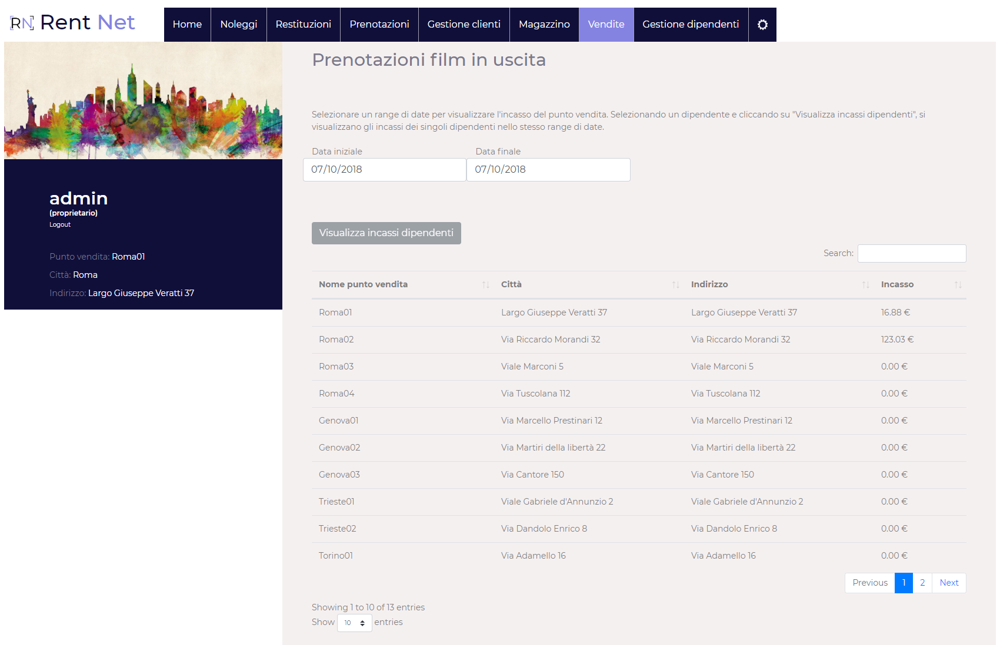 RN Rent Net
Home Noleggi Restituzioni Prenotazioni Gestione clienti Magazzino Vendite Gestione dipendenti
admin
(proprietario)
Logout
Punto vendita: Roma01
Città: Roma
Indirizzo: Largo Giuseppe Veratti 37
Prenotazioni film in uscita
Selezionare un range di date per visualizzare l'incasso del punto vendita. Selezionando un dipendente e cliccando su "Visualizza incassi dipendenti", si
visualizzano gli incassi dei singoli dipendenti nello stesso range di date.
Data iniziale Data finale
07/10/2018 07/10/2018
Visualizza incassi dipendenti
Search:
Nome punto vendita Città Indirizzo Incasso
Roma01 Largo Giuseppe Veratti 37 Largo Giuseppe Veratti 37 16.88 €
Roma02 Via Riccardo Morandi 32 Via Riccardo Morandi 32 123.03 €
Roma03 Viale Marconi 5 Viale Marconi 5 0.00 €
Roma04 Via Tuscolana 112 Via Tuscolana 112 0.00 €
Genova01 Via Marcello Prestinari 12 Via Marcello Prestinari 12 0.00 €
Genova02 Via Martiri della libertà 22 Via Martiri della libertà 22 0.00 €
Genova03 Via Cantore 150 Via Cantore 150 0.00 €
Trieste01 Viale Gabriele d'Annunzio 2 Viale Gabriele d'Annunzio 2 0.00 €
Trieste02 Via Dandolo Enrico 8 Via Dandolo Enrico 8 0.00 €
Torino01 Via Adamello 16 Via Adamello 16 0.00 €
Previous 1 2 Next
Showing 1 to 10 of 13 entries
Show 10 entries